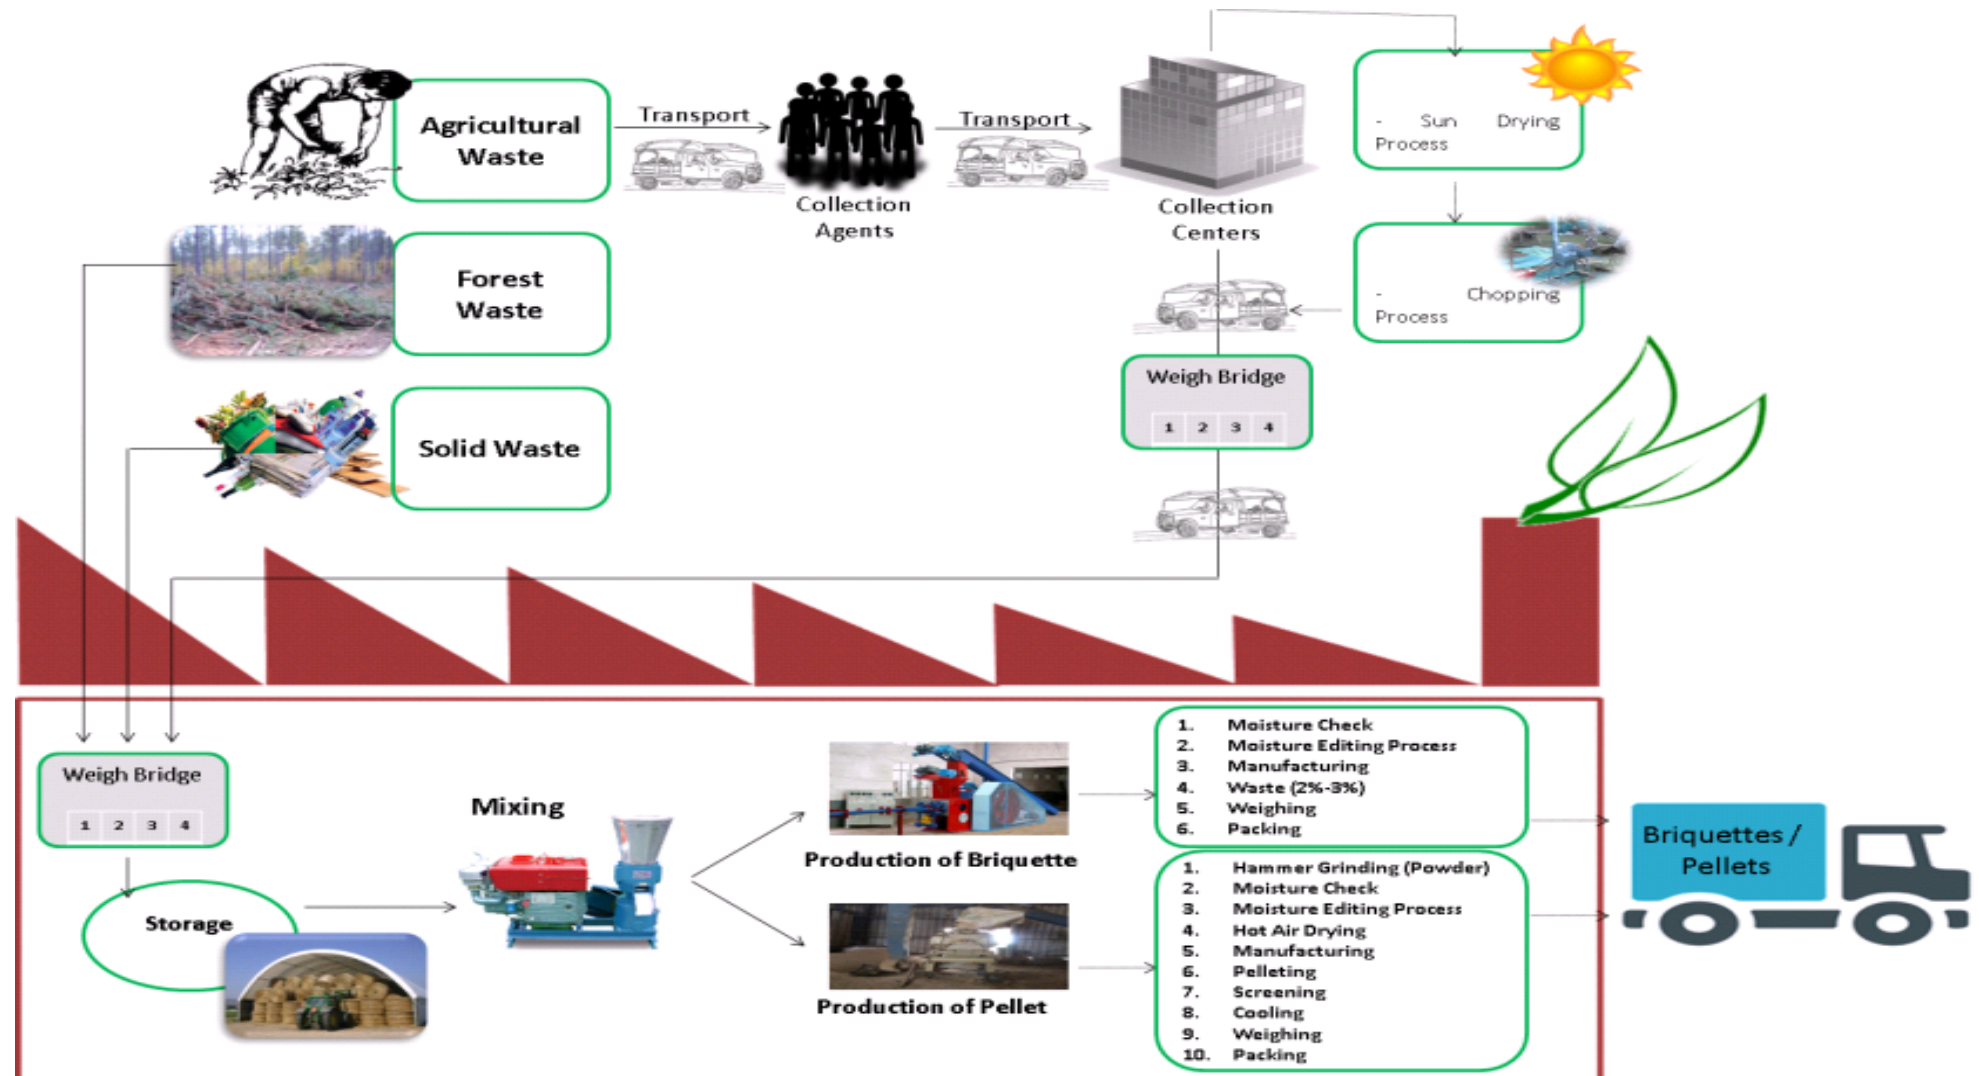 Agricultural
Waste
Transport
Collection
Agents
Transport
Collection
Centers
- Sun Drying
Process
Forest
Waste
- Chopping
Process
Solid Waste
Weigh Bridge
1 2 3 4
Weigh Bridge
1 2 3 4
Storage
Mixing
Production of Briquette
Production of Pellet
1. Moisture Check
2. Moisture Editing Process
3. Manufacturing
4. Waste (2%-3%)
5. Weighing
6. Packing
1. Hammer Grinding (Powder)
2. Moisture Check
3. Moisture Editing Process
4. Hot Air Drying
5. Manufacturing
6. Pelleting
7. Screening
8. Cooling
9. Weighing
10. Packing
Briquettes /
Pellets